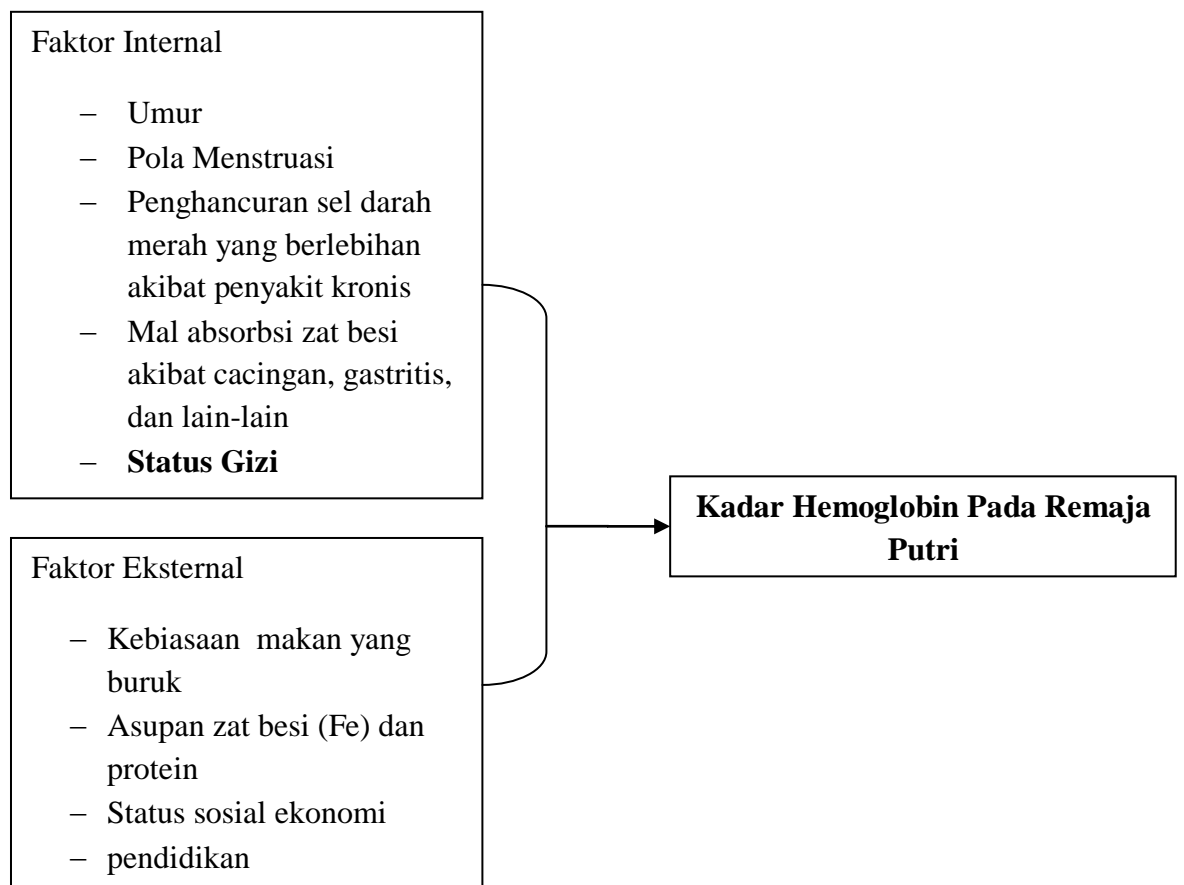 Faktor Internal
– Umur
– Pola Menstruasi
– Penghancuran sel darah
merah yang berlebihan
akibat penyakit kronis
– Mal absorbsi zat besi
akibat cacingan, gastritis,
dan lain-lain
– Status Gizi
Kadar Hemoglobin Pada Remaja
Putri
Faktor Eksternal
– Kebiasaan makan yang
buruk
– Asupan zat besi (Fe) dan
protein
– Status sosial ekonomi
– pendidikan